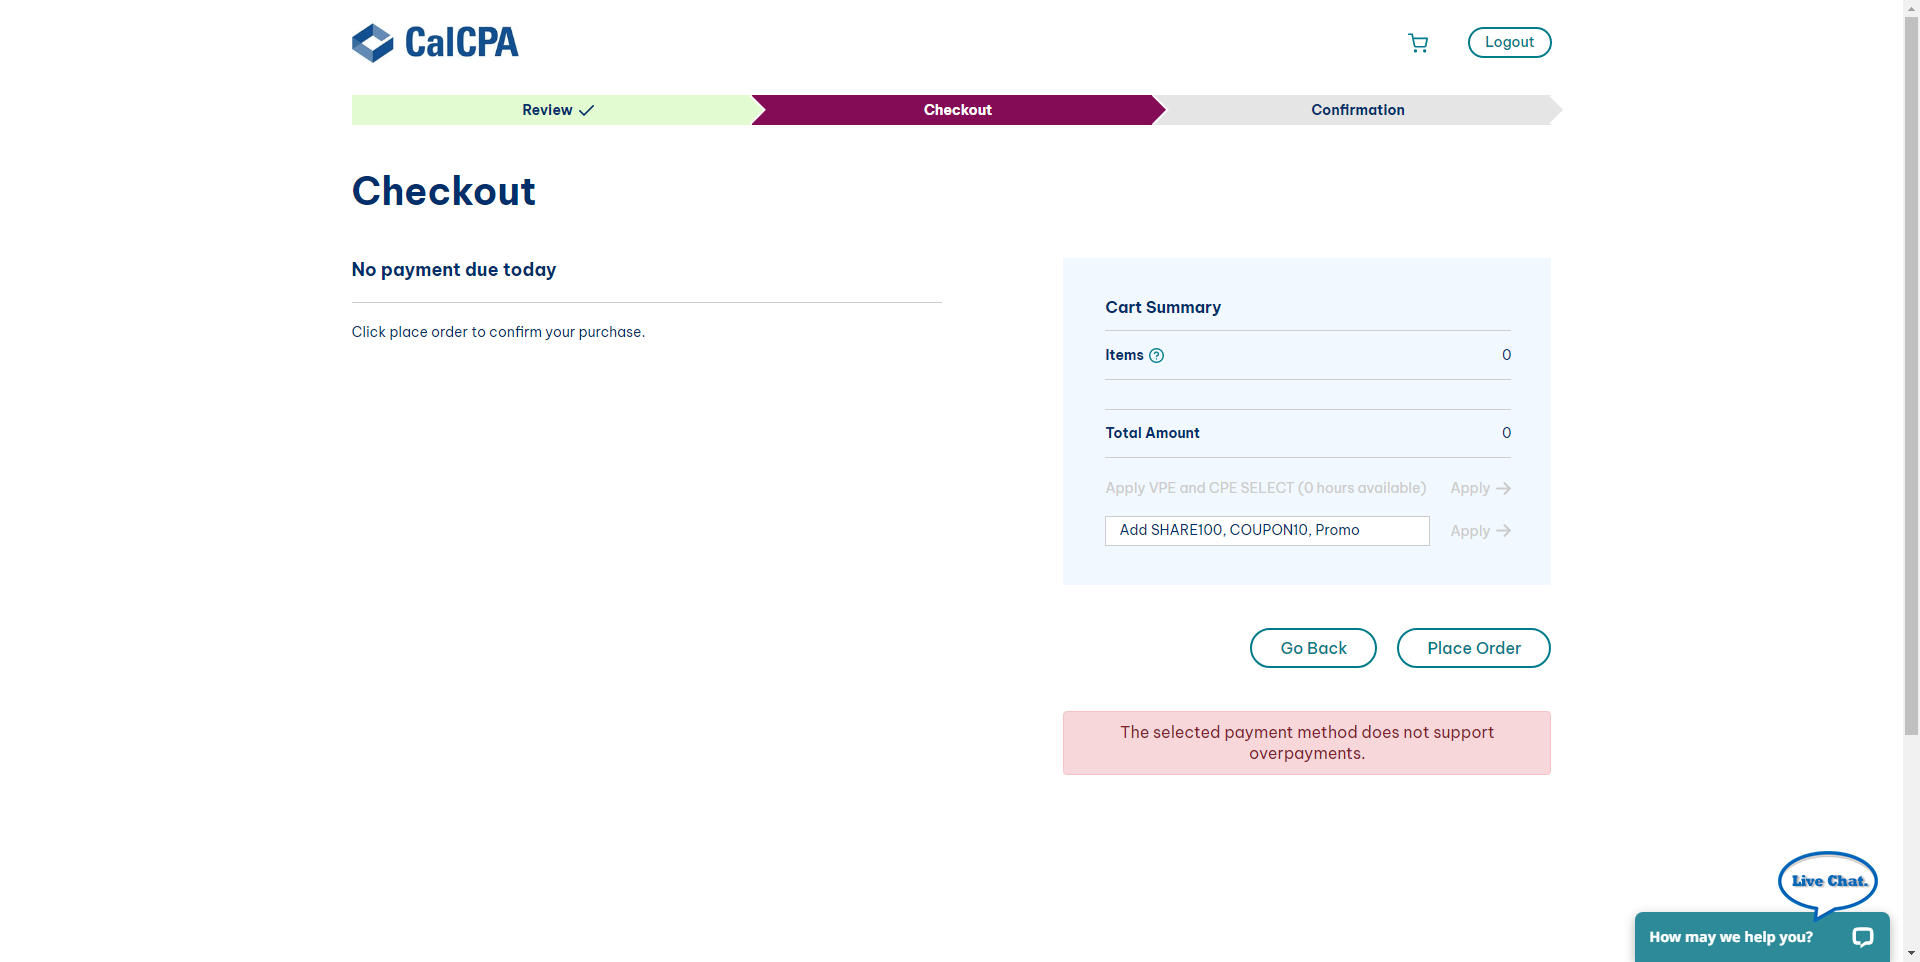 CalCPA
Logout
Review
Checkout
Confirmation
Checkout
No payment due today
Click place order to confirm your purchase.
Cart Summary
Items ?
0
Total Amount
0
Apply VPE and CPE SELECT (0 hours available)
Apply
Add SHARE100, COUPON10, Promo
Apply
Go Back
Place Order
The selected payment method does not support
overpayments.
Live Chat.
How may we help you?